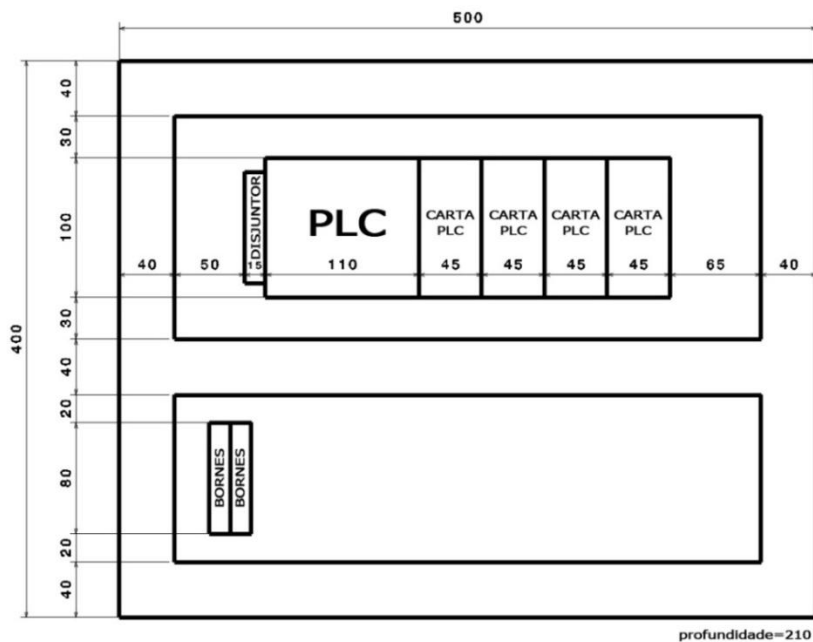 500
40
30
100
30
40
20
80
20
40
400
DISJUNTOR
PLC
CARTA
PLC
CARTA
PLC
CARTA
PLC
CARTA
PLC
40
50
15
110
45
45
45
45
65
40
BORNES
BORNES
profundidade=210